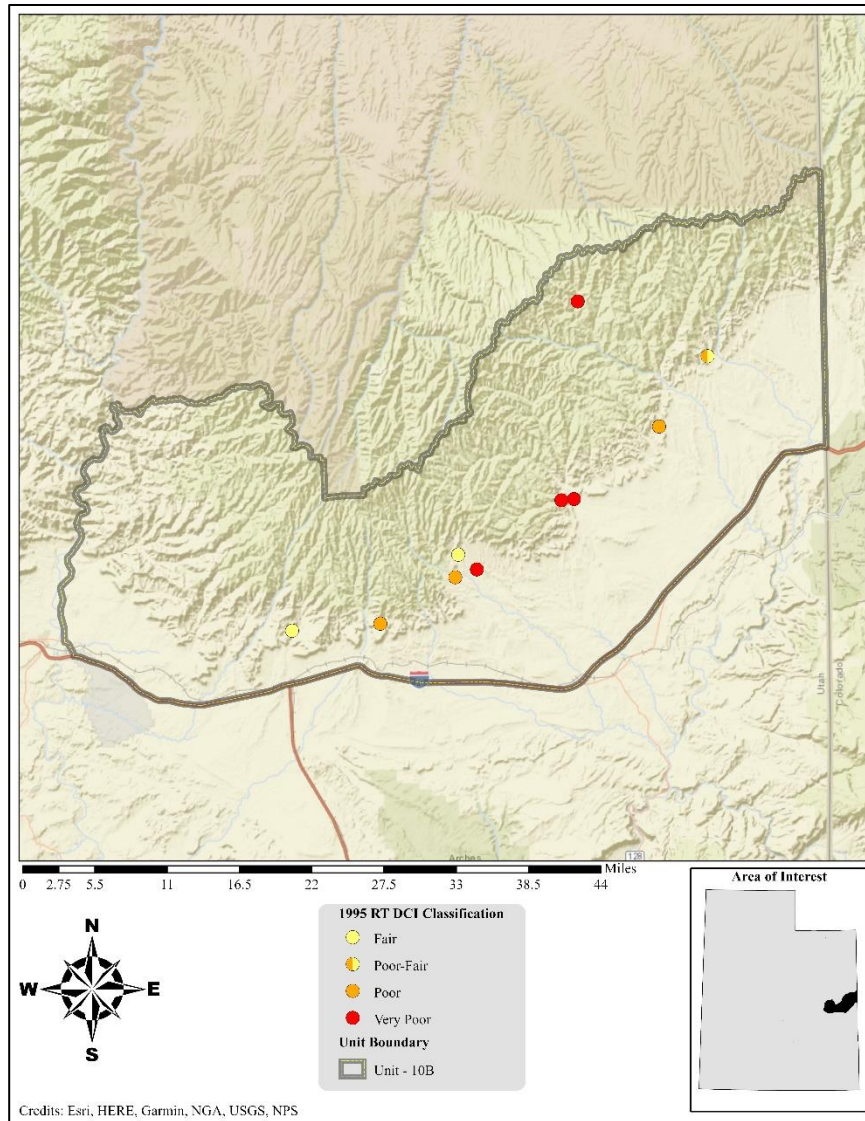 Utah
Colorado
Arches
128
Miles
0 2.75 5.5 11 16.5 22 27.5 33 38.5 44
N
W E
S
1995 RT DCI Classification
Fair
Poor-Fair
Poor
Very Poor
Unit Boundary
Unit - 10B
Area of Interest
Credits: Esri, HERE, Garmin, NGA, USGS, NPS